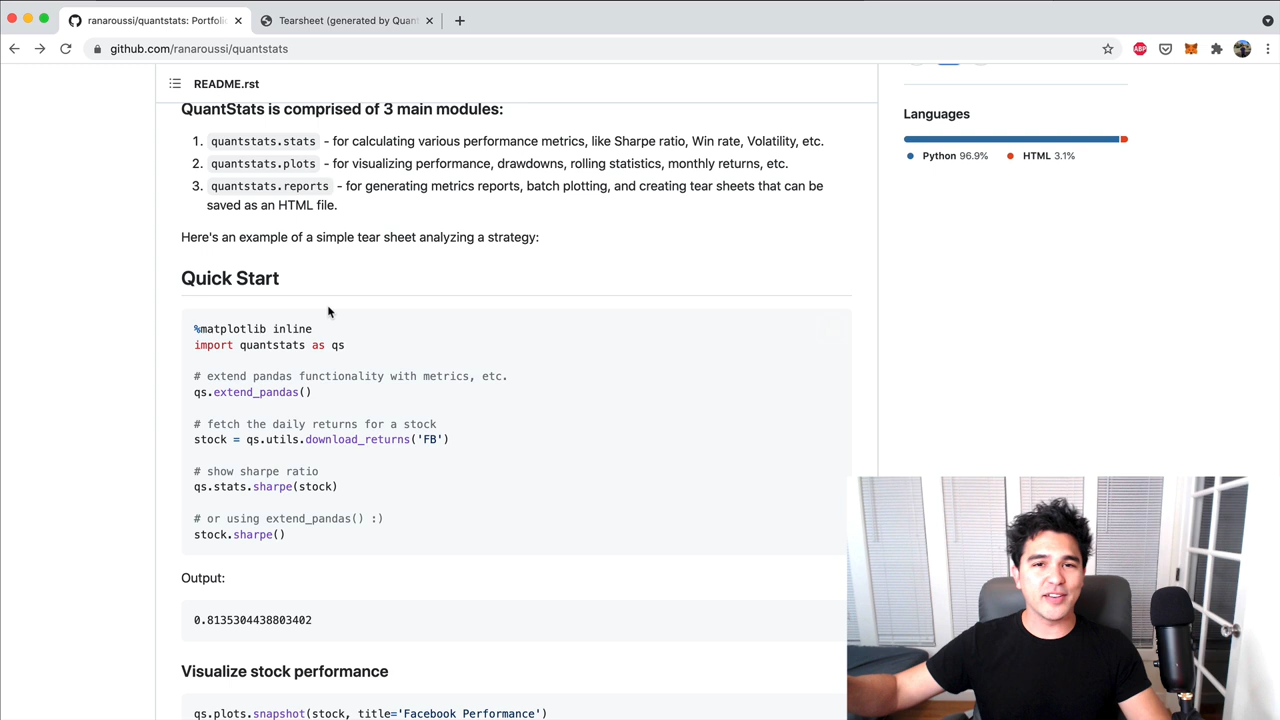 ranaroussi/quantstats: Portfolio
Tearsheet (generated by Quan
github.com/ranaroussi/quantstats
ABP
README.rst
QuantStats is comprised of 3 main modules:
1. quantstats.stats - for calculating various performance metrics, like Sharpe ratio, Win rate, Volatility, etc.
2. quantstats.plots - for visualizing performance, drawdowns, rolling statistics, monthly returns, etc.
3. quantstats.reports - for generating metrics reports, batch plotting, and creating tear sheets that can be
saved as an HTML file.
Here's an example of a simple tear sheet analyzing a strategy:
Quick Start
%matplotlib inline
import quantstats as qs
# extend pandas functionality with metrics, etc.
qs.extend_pandas()
# fetch the daily returns for a stock
stock = qs.utils.download_returns('FB')
# show sharpe ratio
qs.stats.sharpe(stock)
# or using extend_pandas() :)
stock.sharpe()
Output:
0.8135304438803402
Visualize stock performance
qs.plots.snapshot(stock, title='Facebook Performance')
Languages
Python 96.9%
HTML 3.1%